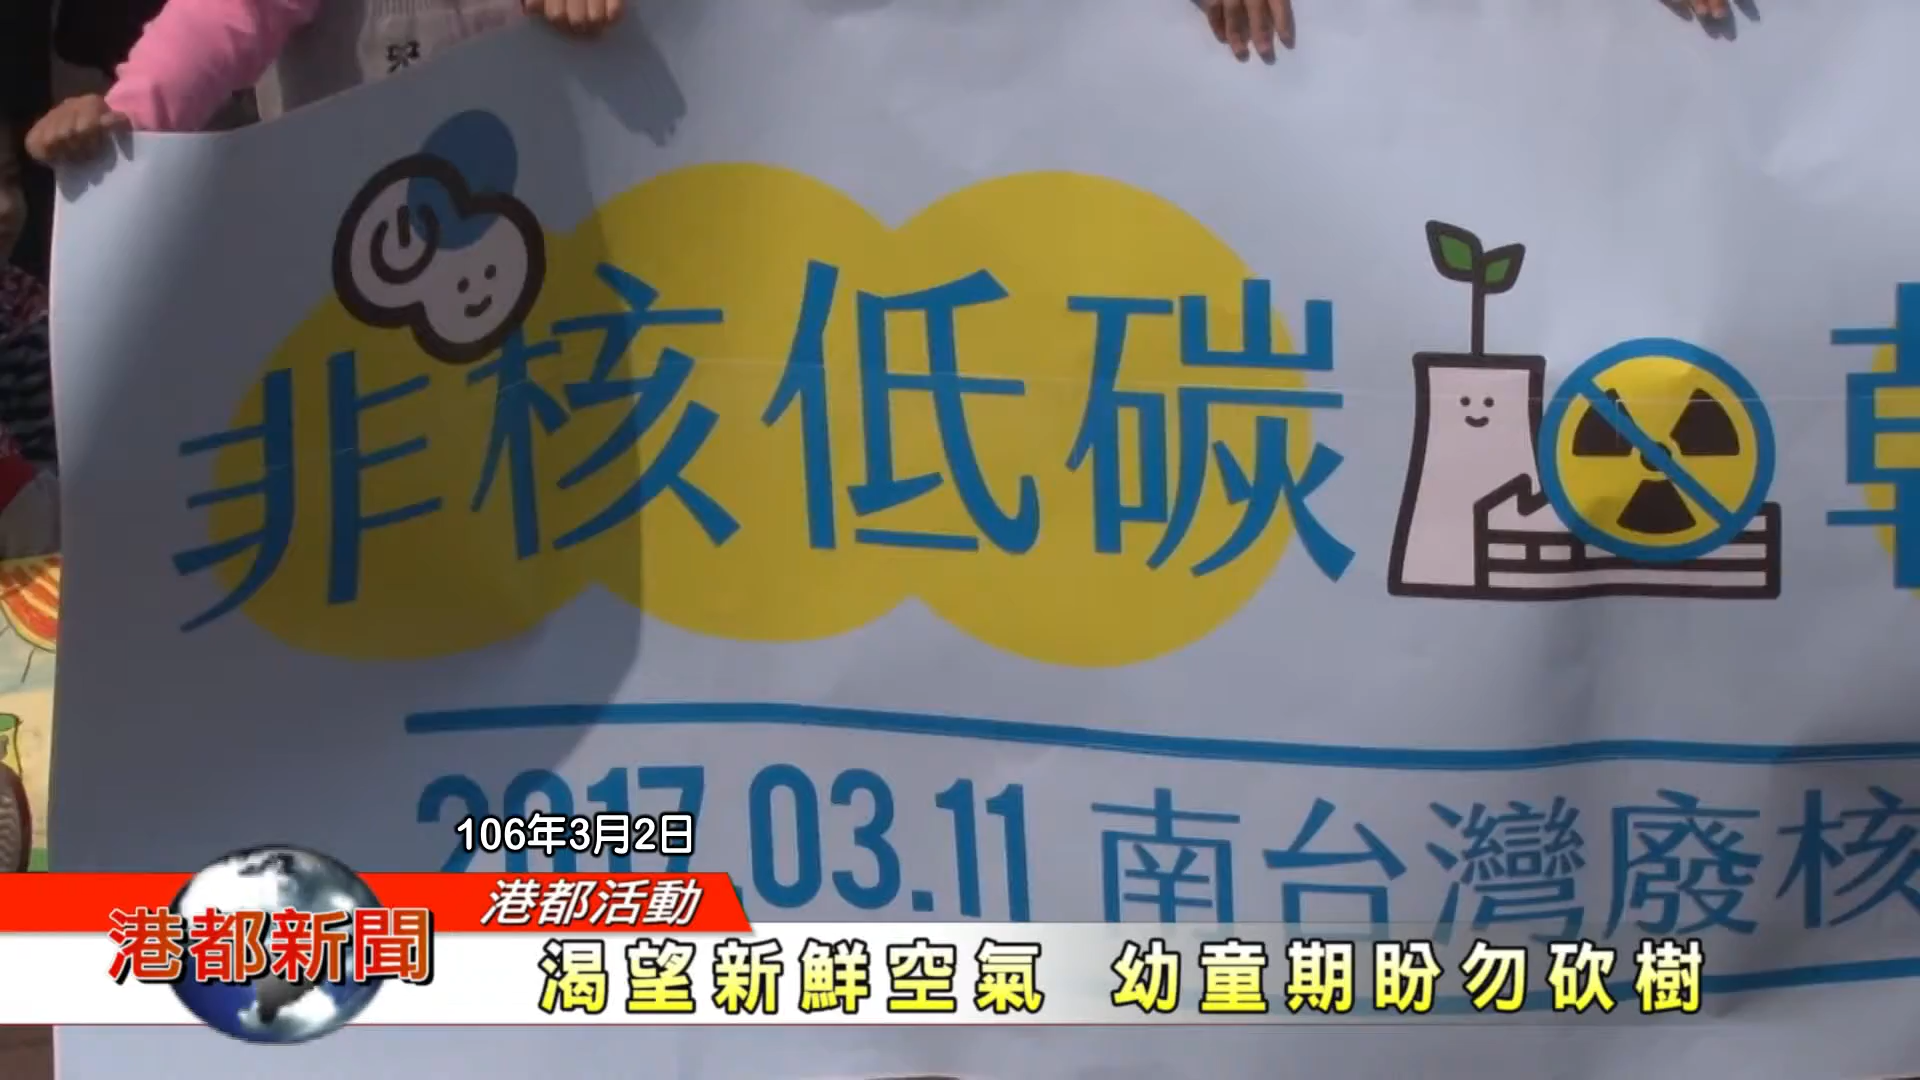 非核低碳
2017.03.11 南台灣廢核
106年3月2日
港都活動
港都新聞
渴望新鮮空氣 幼童期盼勿砍樹